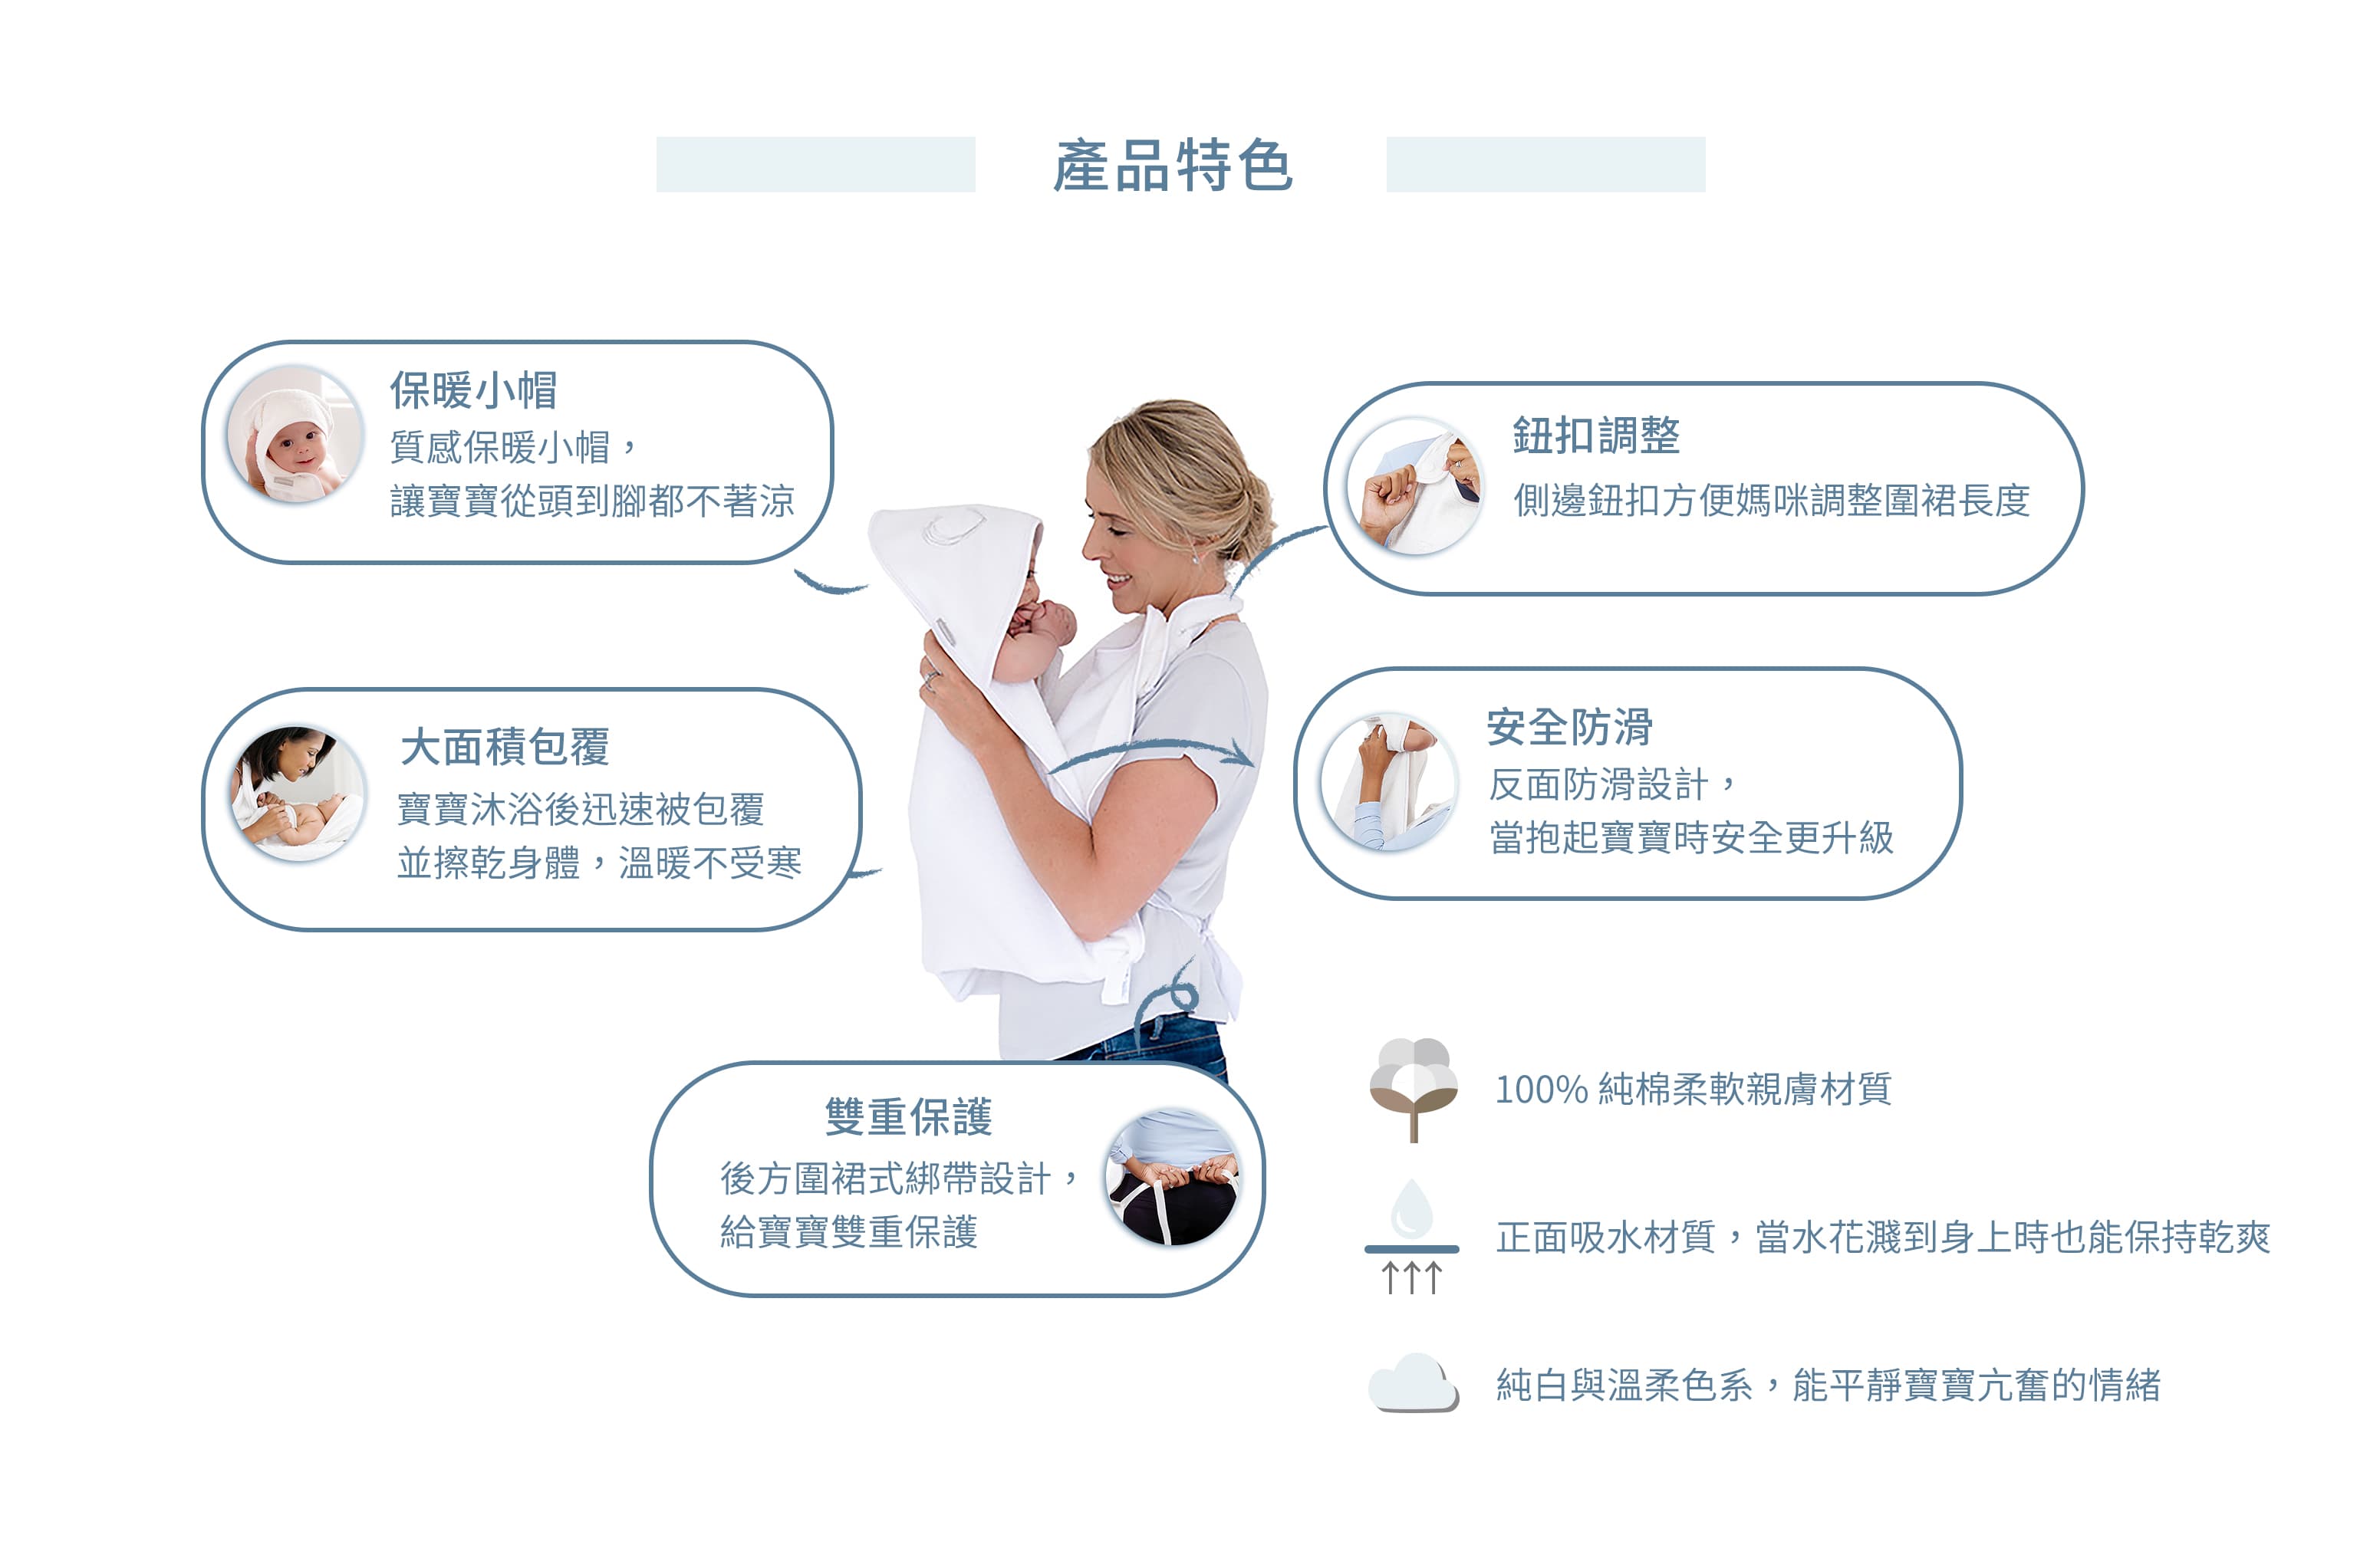 產品特色
保暖小帽
質感保暖小帽，
讓寶寶從頭到腳都不著涼
鈕扣調整
側邊鈕扣方便媽咪調整圍裙長度
大面積包覆
寶寶沐浴後迅速被包覆
並擦乾身體，溫暖不受寒
安全防滑
反面防滑設計，
當抱起寶寶時安全更升級
雙重保護
後方圍裙式綁帶設計，
給寶寶雙重保護
100% 純棉柔軟親膚材質
正面吸水材質，當水花濺到身上時也能保持乾爽
純白與溫柔色系，能平靜寶寶亢奮的情緒